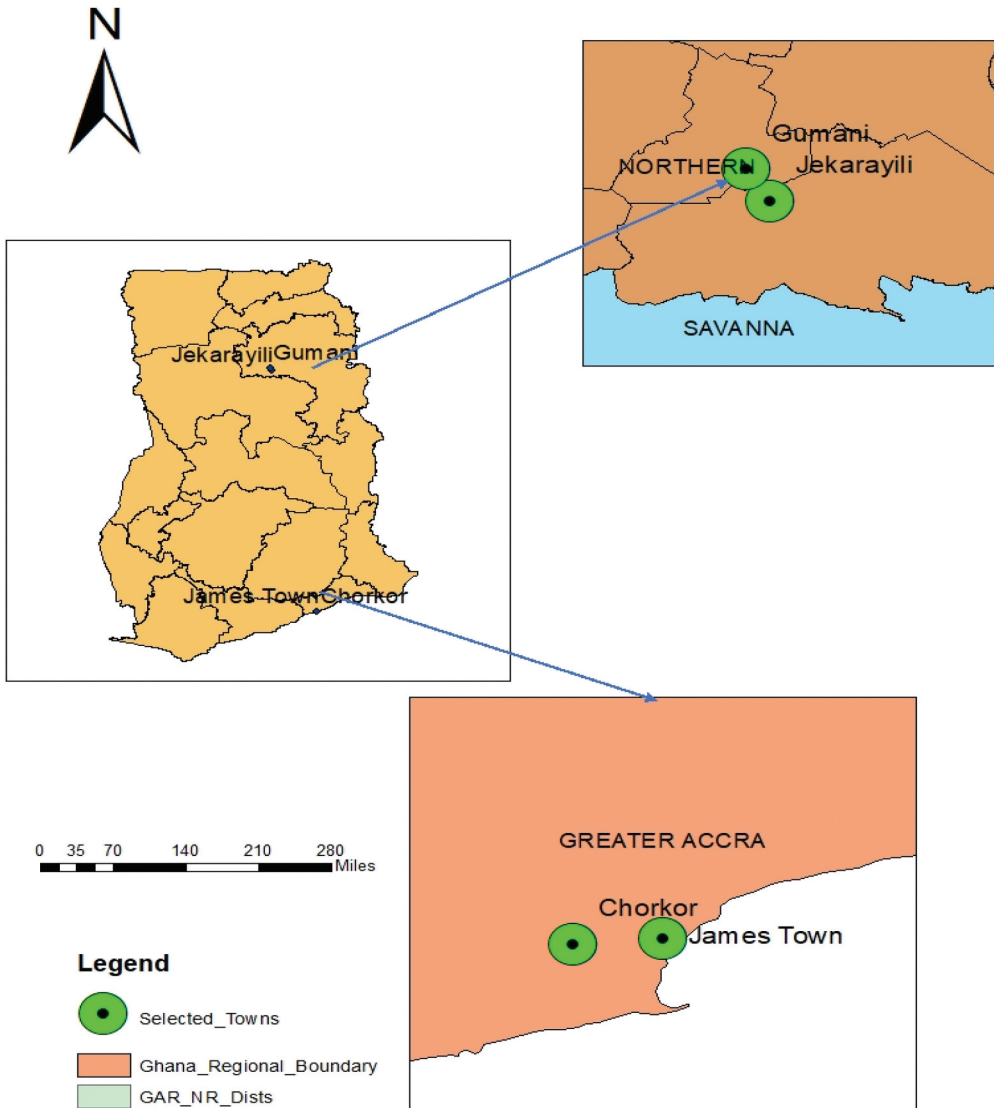 N
Gumani
NORTHERN
Jekarayili
SAVANNA
Jekarayili Gumani
James Town Chorkor
GREATER ACCRA
Chorkor
James Town
0 35 70 140 210 280
Miles
Legend
Selected_Towns
Ghana_Regional_Boundary
GAR_NR_Dists